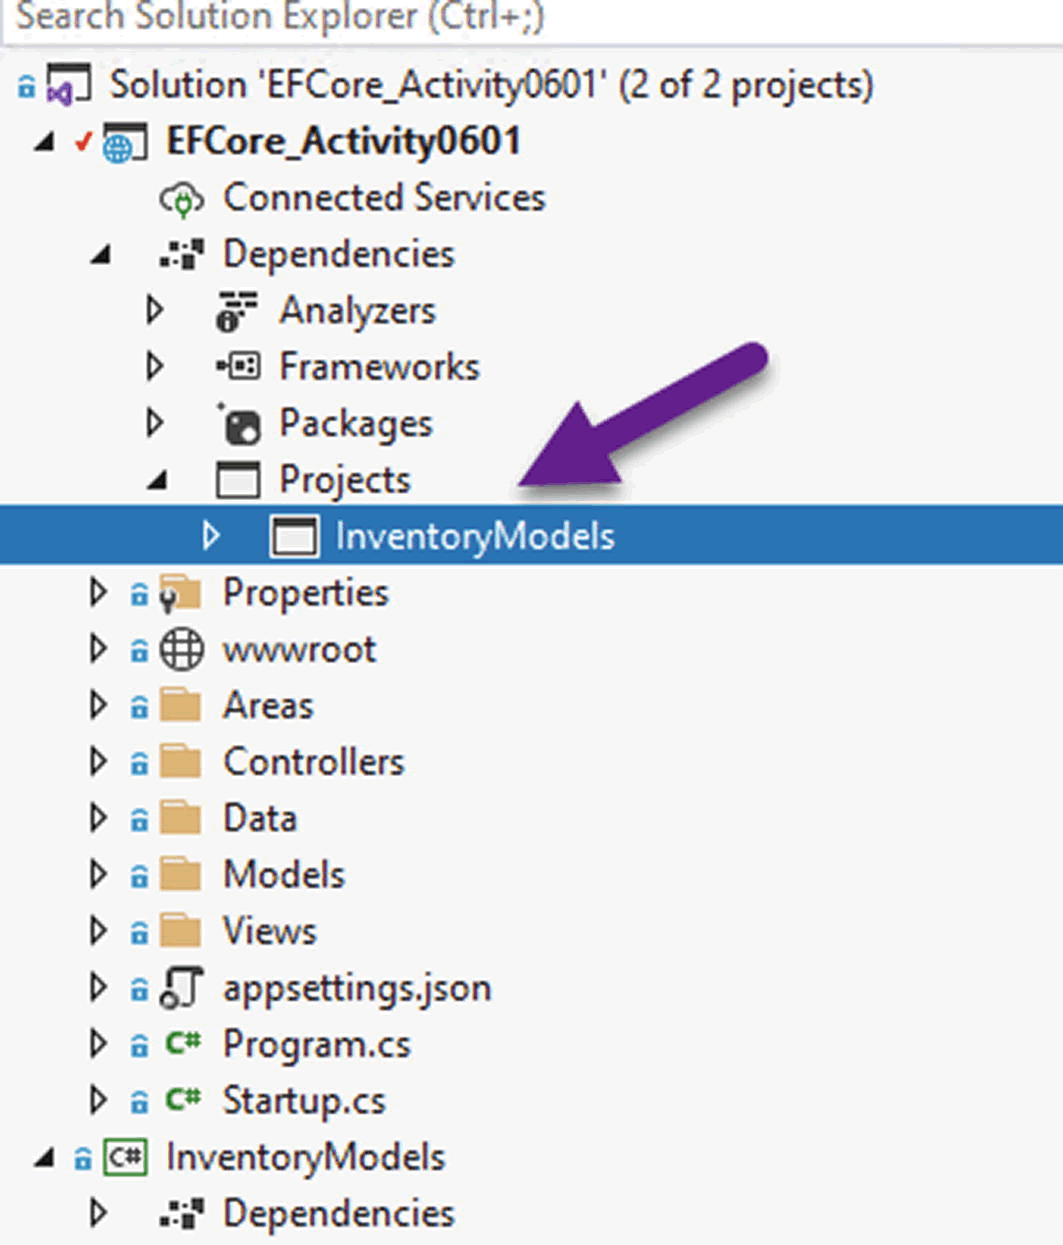 Search Solution Explorer (Ctrl+;)
Solution 'EFCore_Activity0601' (2 of 2 projects)
EFCore_Activity0601
Connected Services
Dependencies
Analyzers
Frameworks
Packages
Projects
InventoryModels
Properties
wwwroot
Areas
Controllers
Data
Models
Views
appsettings.json
C# Program.cs
C# Startup.cs
C# InventoryModels
Dependencies